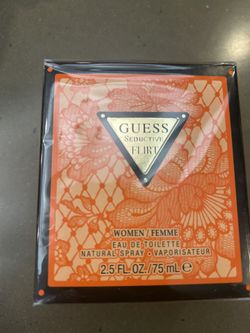 GUESS
SEDUCTIVE
FLIRT
WOMEN / FEMME
EAU DE TOILETTE
NATURAL SPRAY • VAPORISATEUR
2.5 FL. OZ. / 75 mL ℮